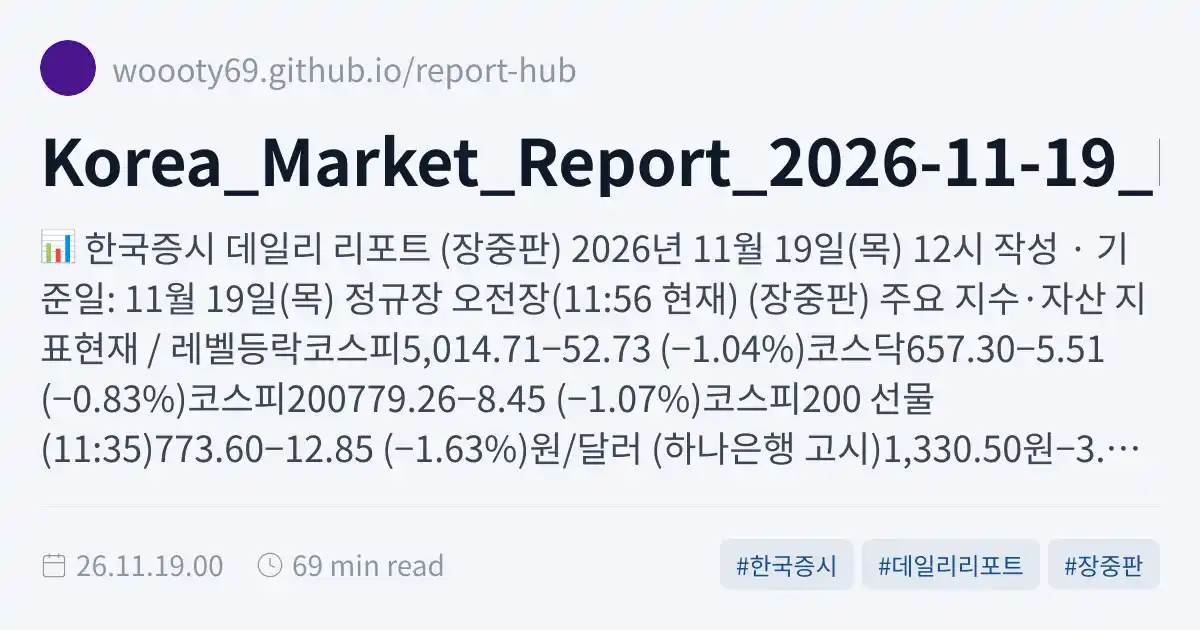 woooty69.github.io/report-hub
Korea_Market_Report_2026-11-19_
📊 한국증시 데일리 리포트 (장중판) 2026년 11월 19일(목) 12시 작성 · 기
준일: 11월 19일(목) 정규장 오전장(11:56 현재) (장중판) 주요 지수·자산 지
표현재 / 레벨등락코스피5,014.71−52.73 (−1.04%)코스닥657.30−5.51
(−0.83%)코스피200779.26−8.45 (−1.07%)코스피200 선물
(11:35)773.60−12.85 (−1.63%)원/달러 (하나은행 고시)1,330.50원−3.…
26.11.19.00
69 min read
#한국증시
#데일리리포트
#장중판